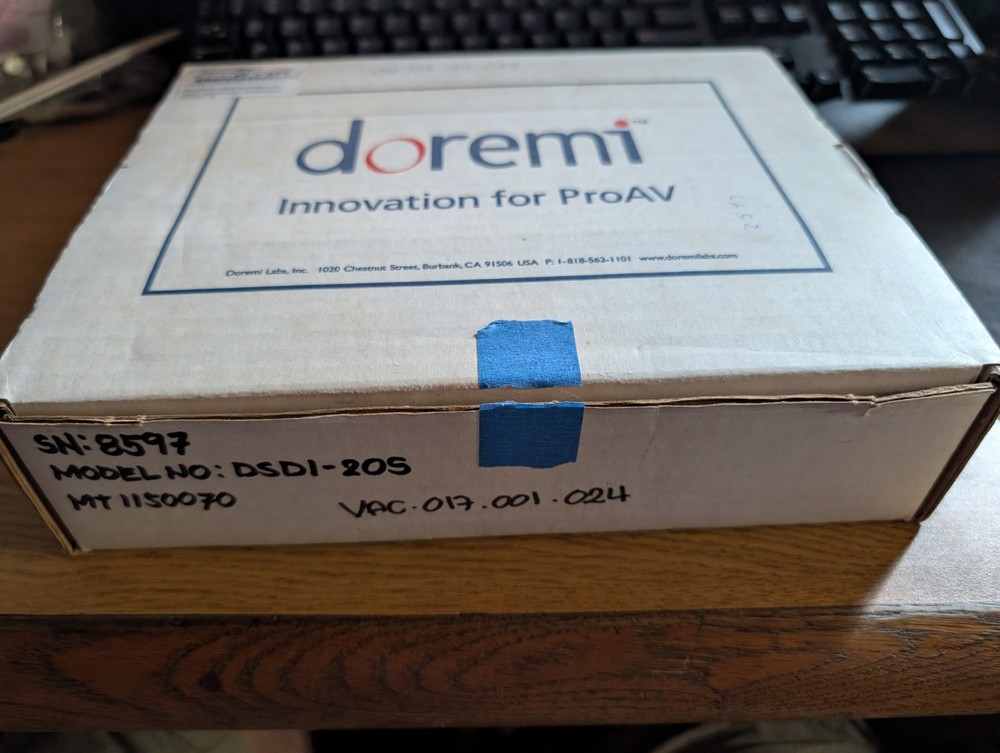 doremi™
Innovation for ProAV
Doremi Labs, Inc. 1020 Chestnut Street, Burbank, CA 91506 USA P: 1-818-562-1101 www.doremilabs.com
SN: 8597
MODEL NO: DSDI-20S
MT 1150070
VAC.017.001.024